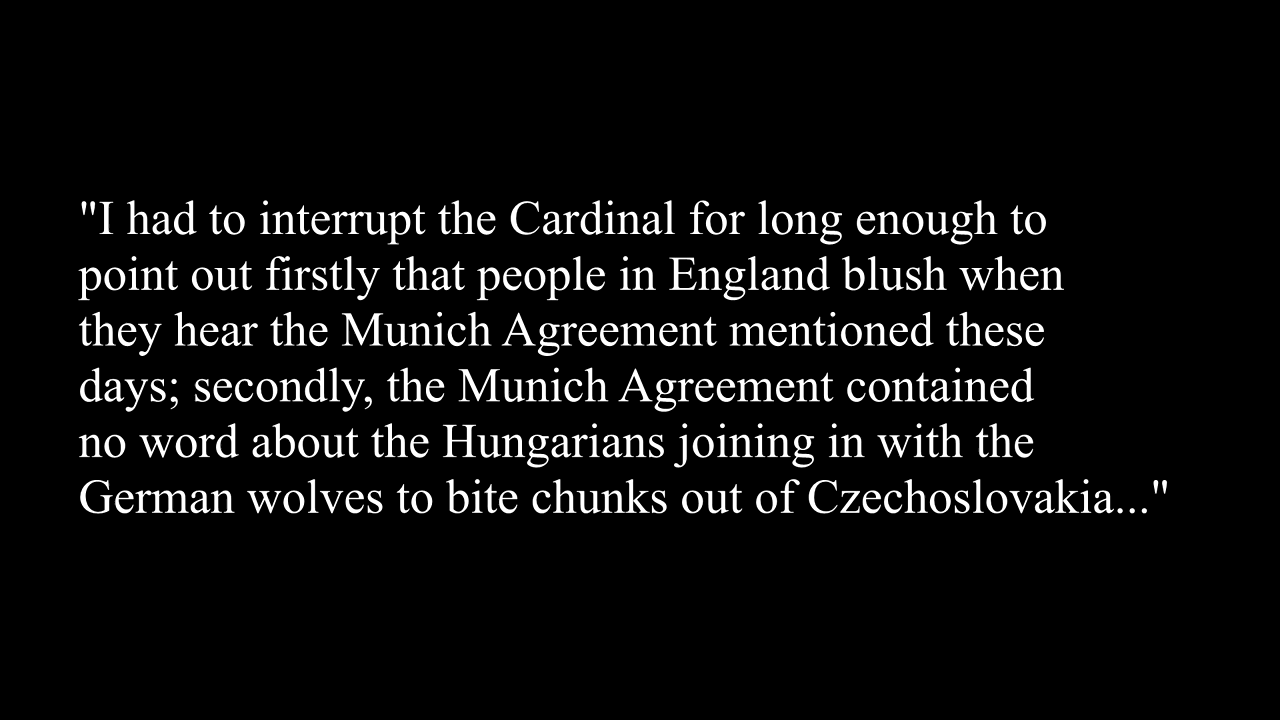 "I had to interrupt the Cardinal for long enough to
point out firstly that people in England blush when
they hear the Munich Agreement mentioned these
days; secondly, the Munich Agreement contained
no word about the Hungarians joining in with the
German wolves to bite chunks out of Czechoslovakia..."